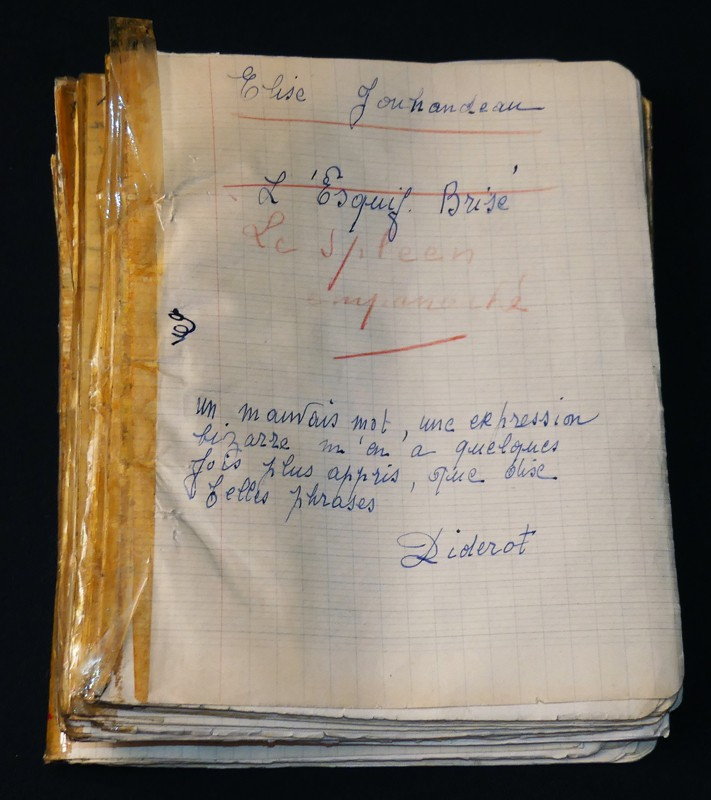 Elise Jouhandeau
L'Esquif. Brisé
Le Spleen
empanaché
un mauvais mot, une expression
bizarre m'en a quelques
fois plus appris, que dix
belles phrases
Diderot